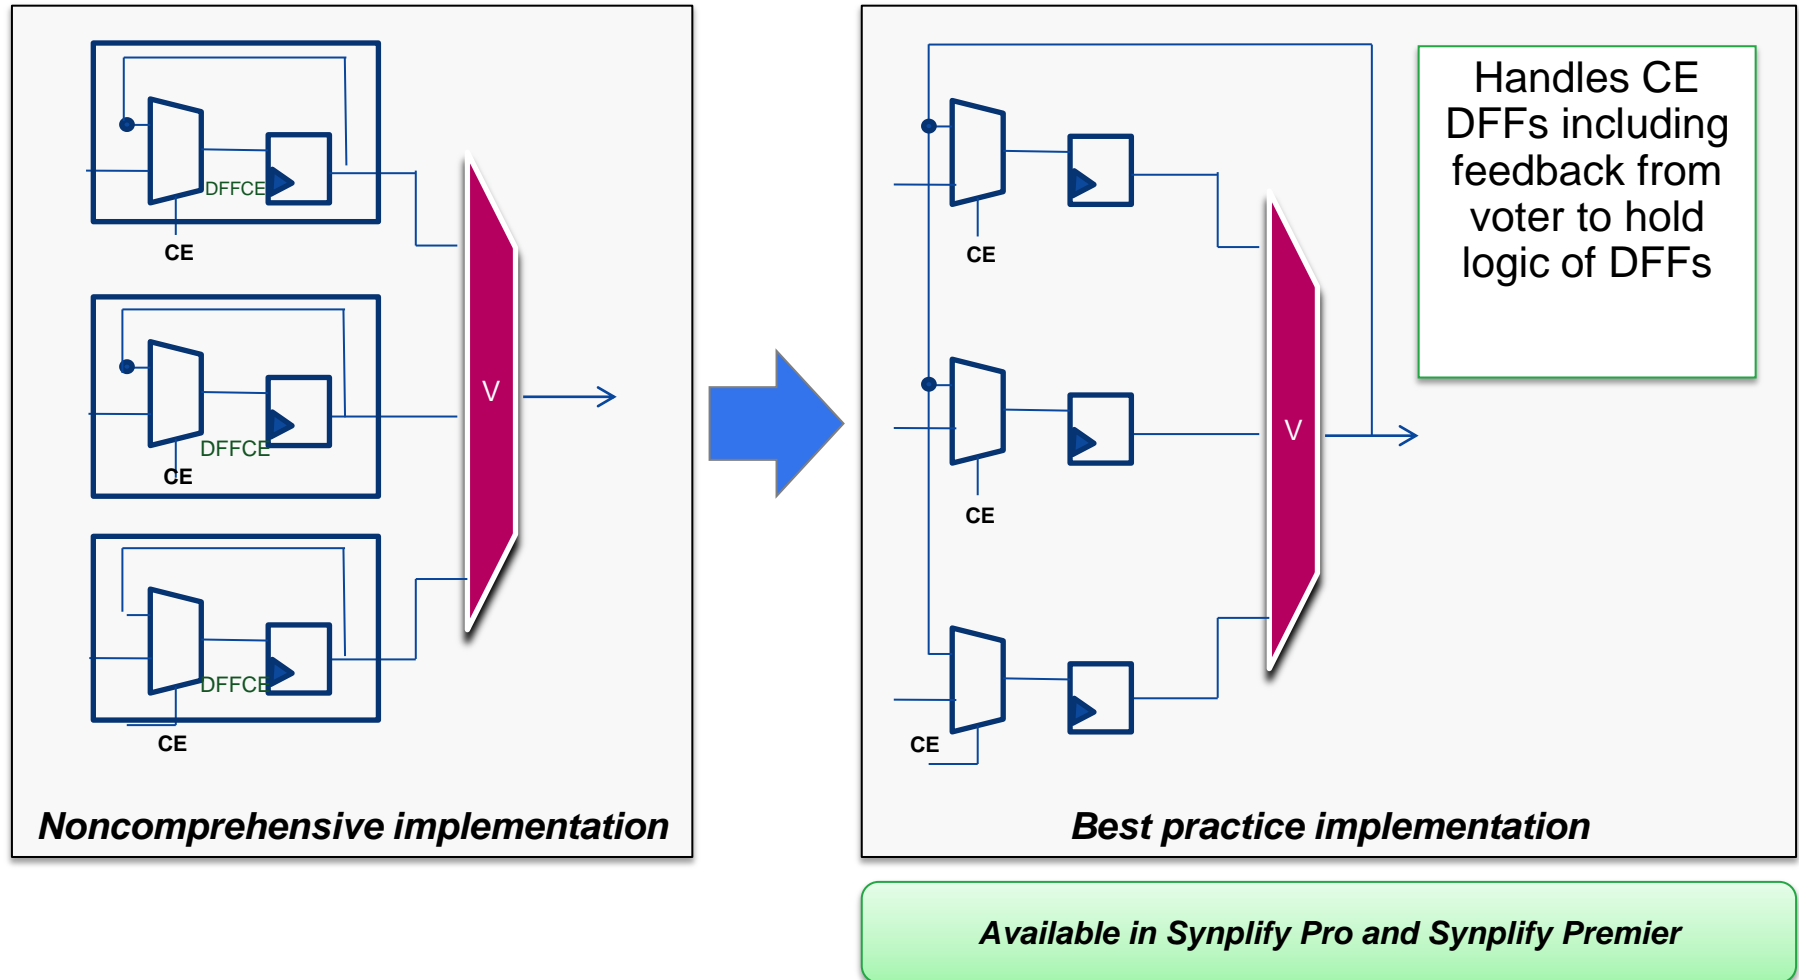 DFFCE
CE
DFFCE
CE
DFFCE
CE
V
Noncomprehensive implementation
CE
CE
CE
V
Handles CE
DFFs including
feedback from
voter to hold
logic of DFFs
Best practice implementation
Available in Synplify Pro and Synplify Premier